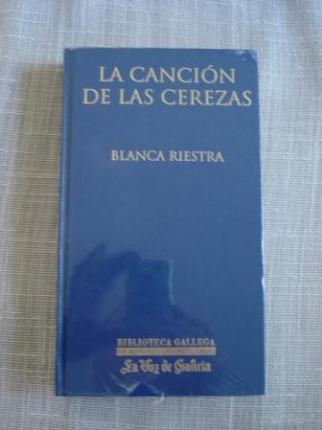 LA CANCIÓN
DE LAS CEREZAS
BLANCA RIESTRA
BIBLIOTECA GALLEGA
La Voz de Galicia